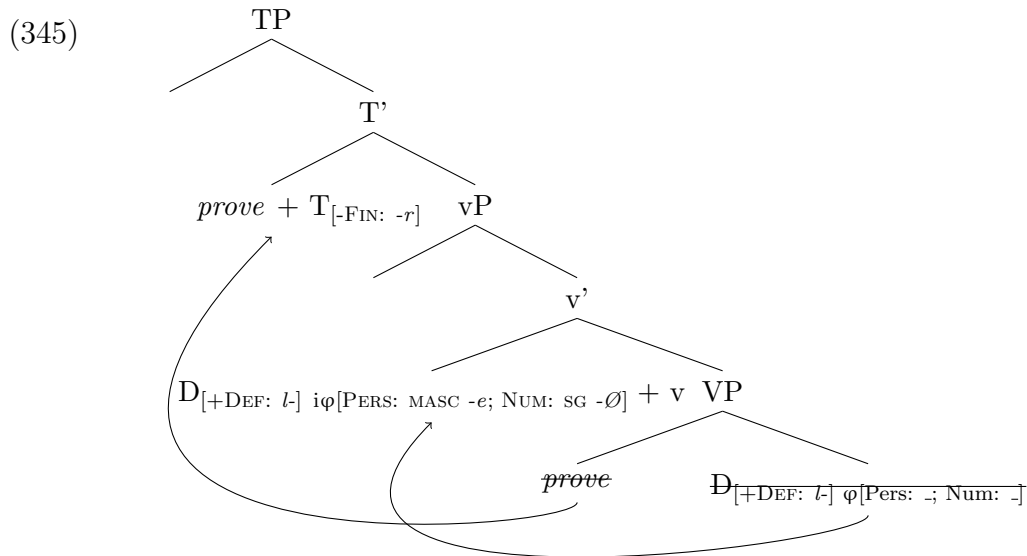 (345)
TP
T'
prove + T[-FIN: -r] vP
v'
D[+DEF: l-] iφ[PERS: MASC -e; NUM: SG -Ø] + v VP
prove D[+DEF: l-] φ[Pers: _; Num: _]